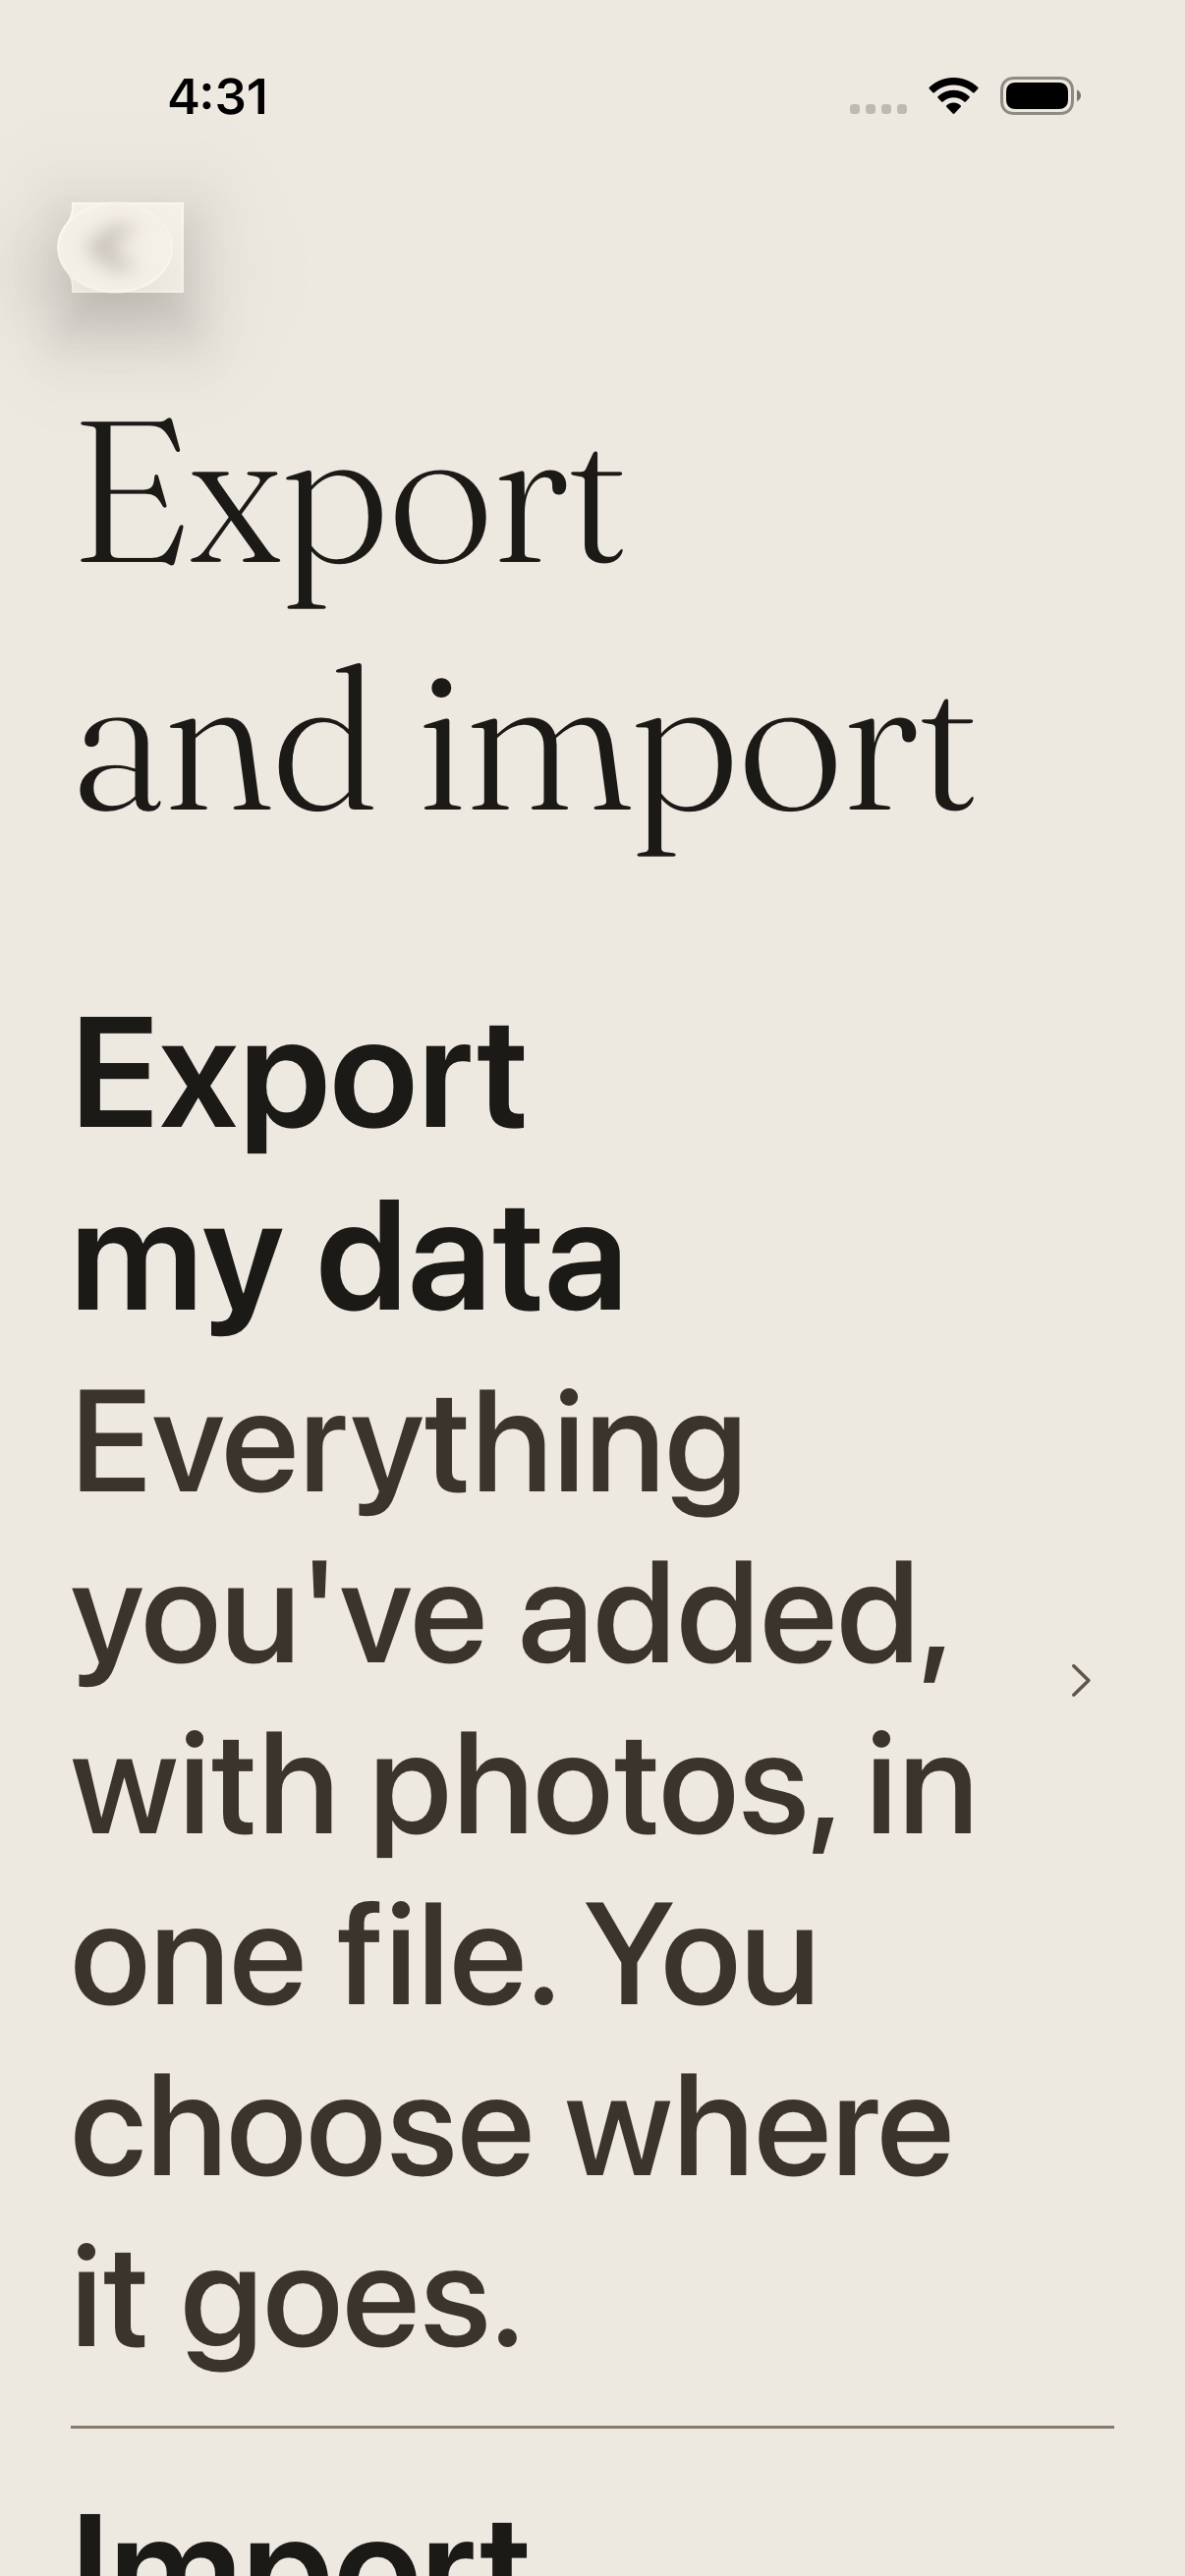 4:31
Export
and import
Export
my data
Everything
you've added,
with photos, in
one file. You
choose where
it goes.
Import